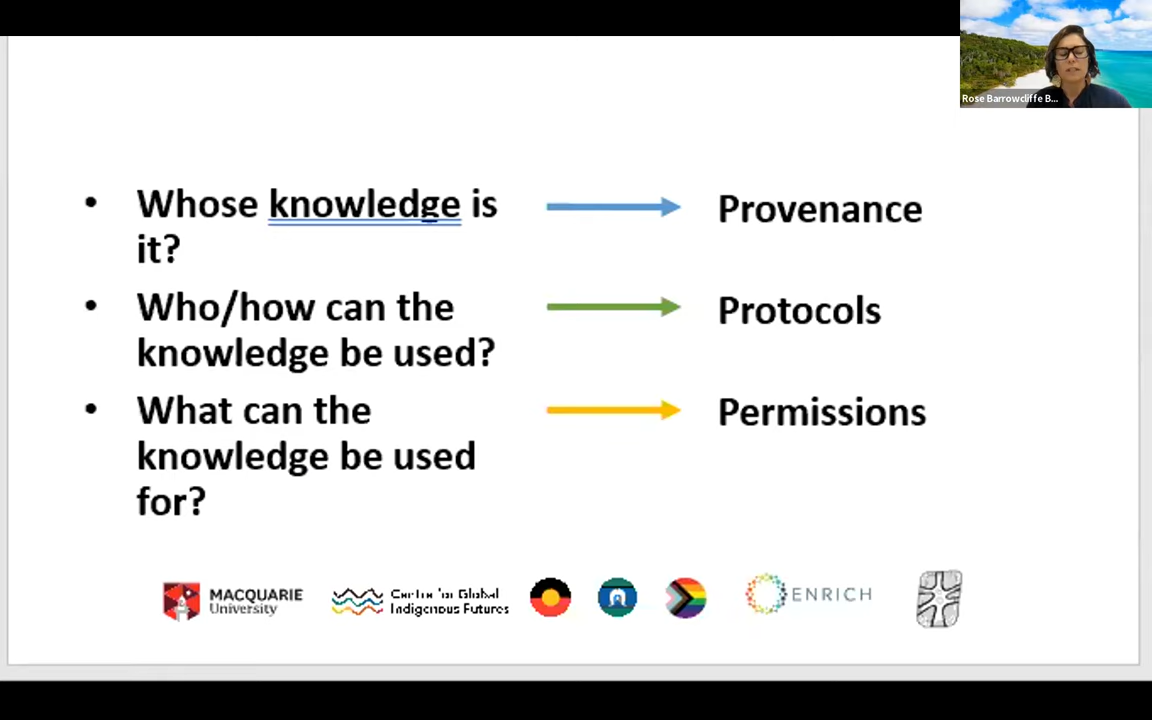 Rose Barrowcliffe B...
• Whose knowledge is
it?
Provenance
• Who/how can the
knowledge be used?
Protocols
• What can the
knowledge be used
for?
Permissions
MACQUARIE
University
Centre for Global
Indigenous Futures
ENRICH